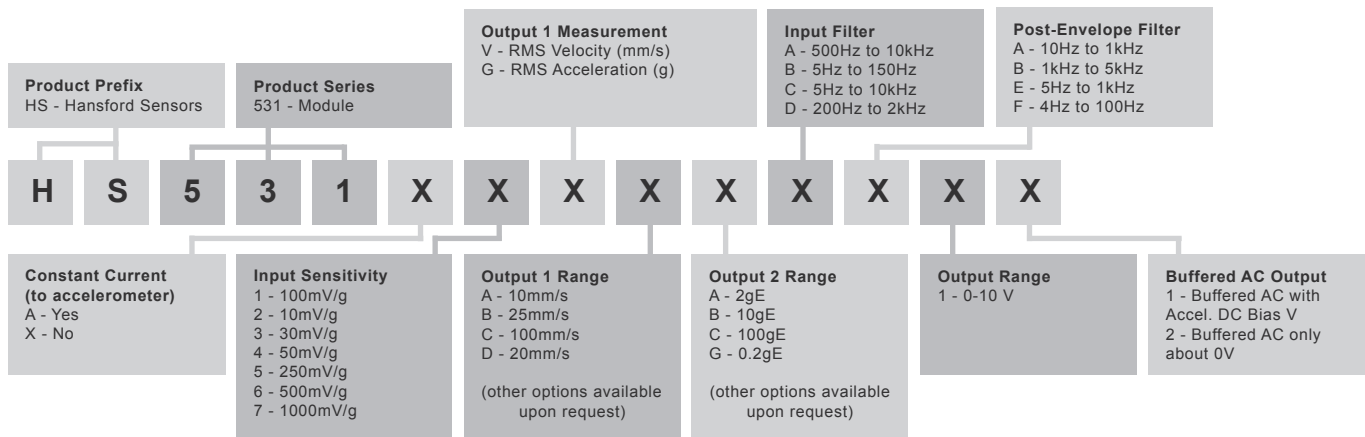 Output 1 Measurement
V - RMS Velocity (mm/s)
G - RMS Acceleration (g)
Input Filter
A - 500Hz to 10kHz
B - 5Hz to 150Hz
C - 5Hz to 10kHz
D - 200Hz to 2kHz
Post-Envelope Filter
A - 10Hz to 1kHz
B - 1kHz to 5kHz
E - 5Hz to 1kHz
F - 4Hz to 100Hz
Product Prefix
HS - Hansford Sensors
Product Series
531 - Module
H S 5 3 1 X X X X X X X X X
Constant Current
(to accelerometer)
A - Yes
X - No
Input Sensitivity
1 - 100mV/g
2 - 10mV/g
3 - 30mV/g
4 - 50mV/g
5 - 250mV/g
6 - 500mV/g
7 - 1000mV/g
Output 1 Range
A - 10mm/s
B - 25mm/s
C - 100mm/s
D - 20mm/s
(other options available
upon request)
Output 2 Range
A - 2gE
B - 10gE
C - 100gE
G - 0.2gE
(other options available
upon request)
Output Range
1 - 0-10 V
Buffered AC Output
1 - Buffered AC with
Accel. DC Bias V
2 - Buffered AC only
about 0V